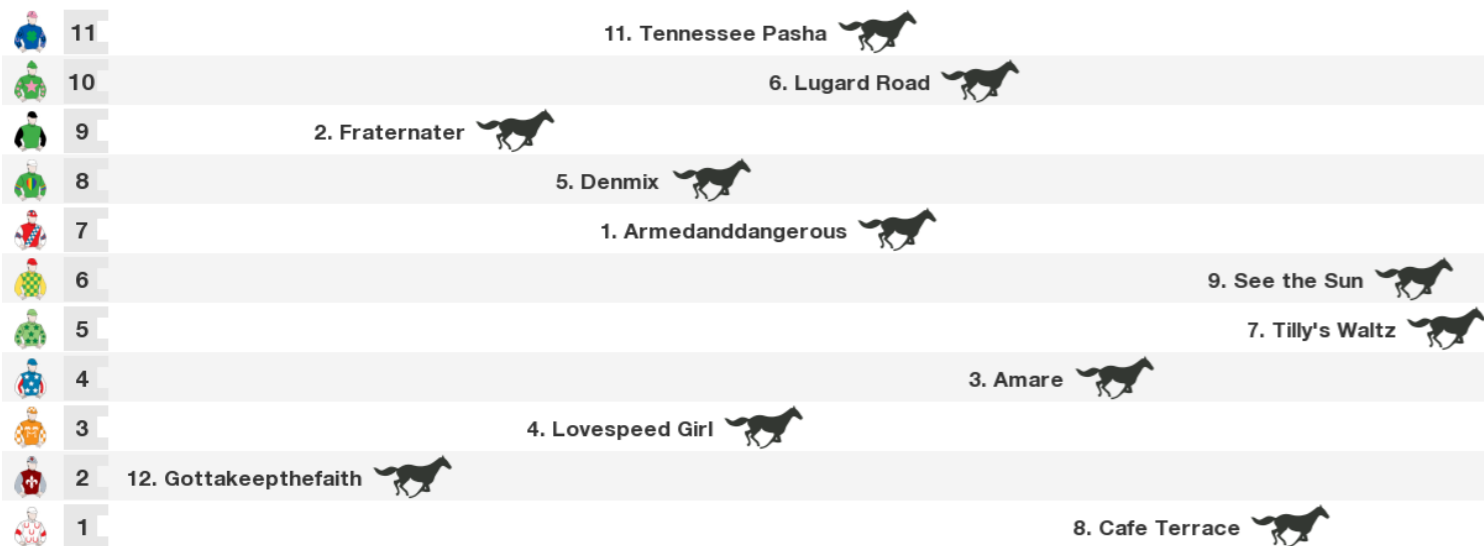 11 11. Tennessee Pasha
10 6. Lugard Road
9 2. Fraternater
8 5. Denmix
7 1. Armedanddangerous
6 9. See the Sun
5 7. Tilly's Waltz
4 3. Amare
3 4. Lovespeed Girl
2 12. Gottakeepthefaith
1 8. Cafe Terrace